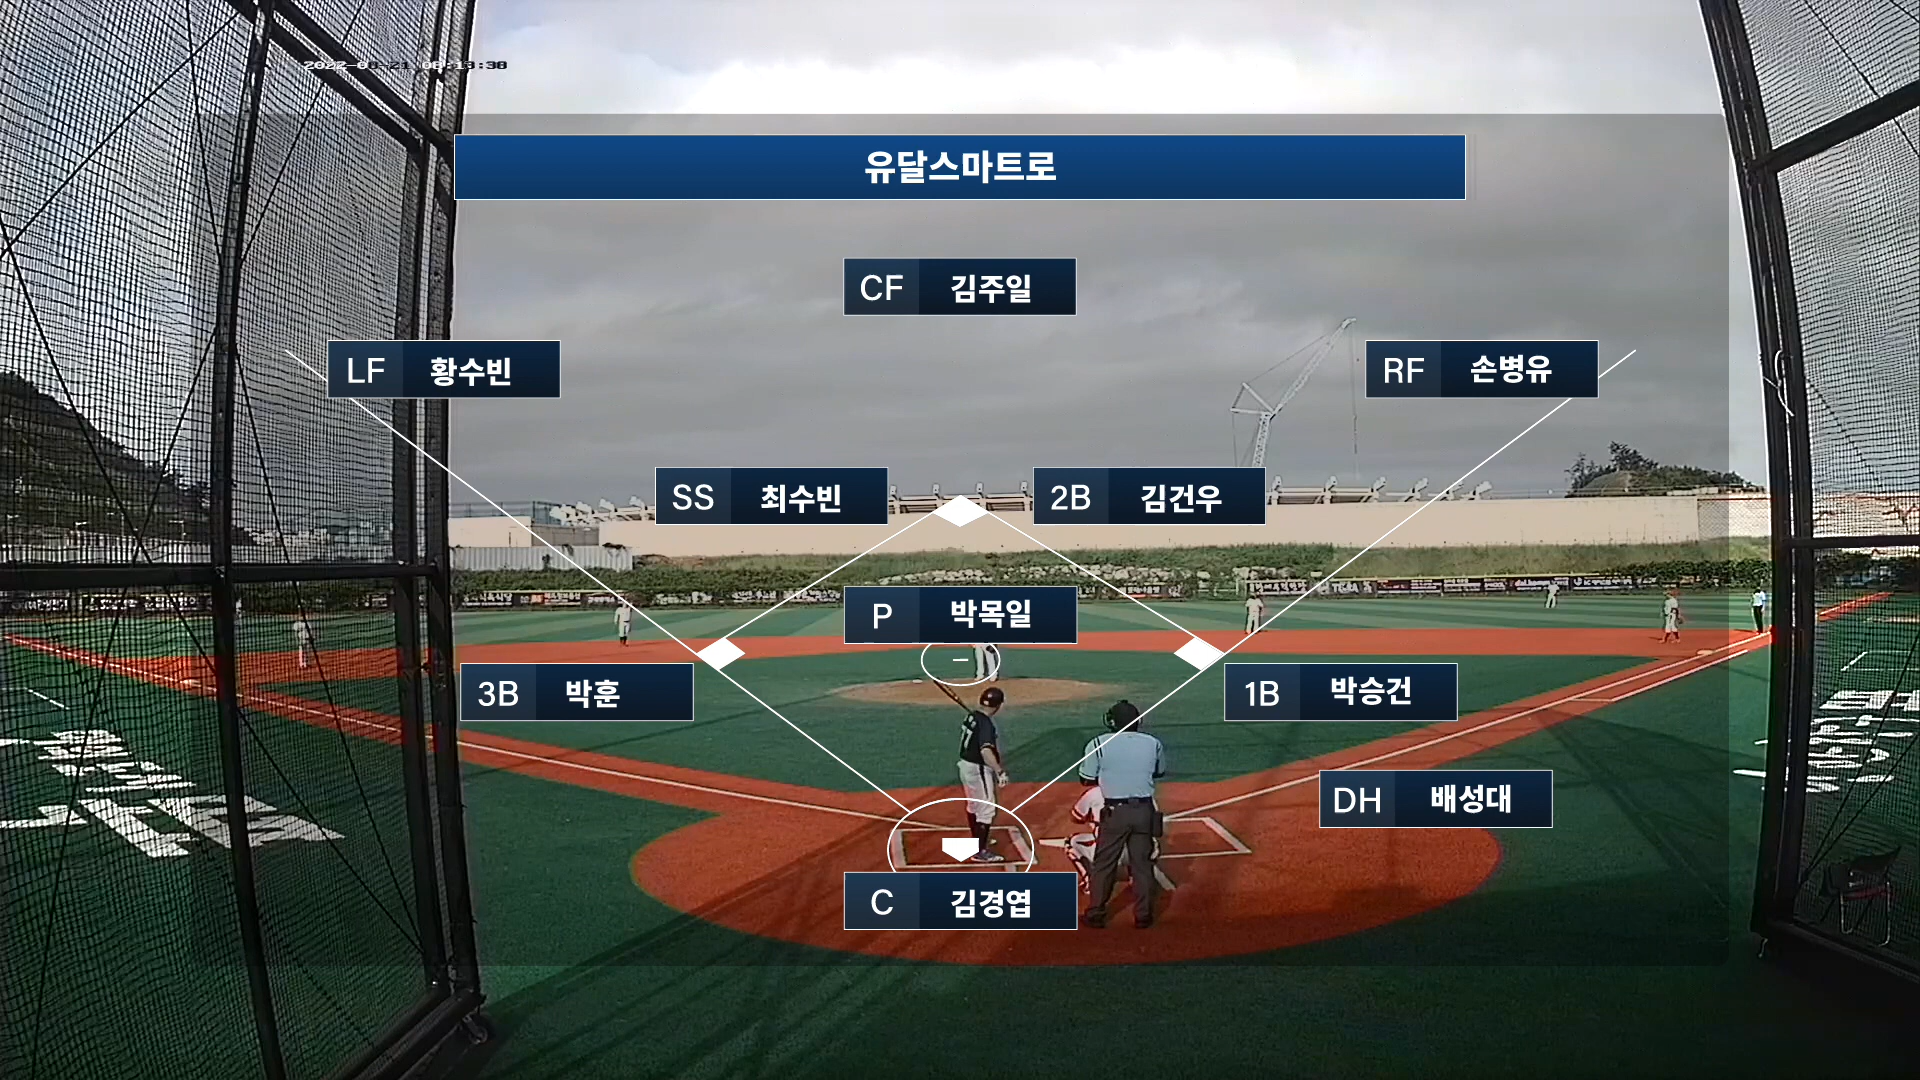 유달스마트로
CF 김주일
LF 황수빈
RF 손병유
SS 최수빈
2B 김건우
P 박목일
3B 박훈
1B 박승건
DH 배성대
C 김경엽